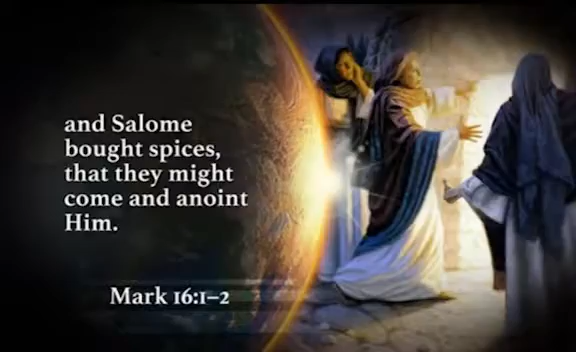 and Salome
bought spices,
that they might
come and anoint
Him.
Mark 16:1–2